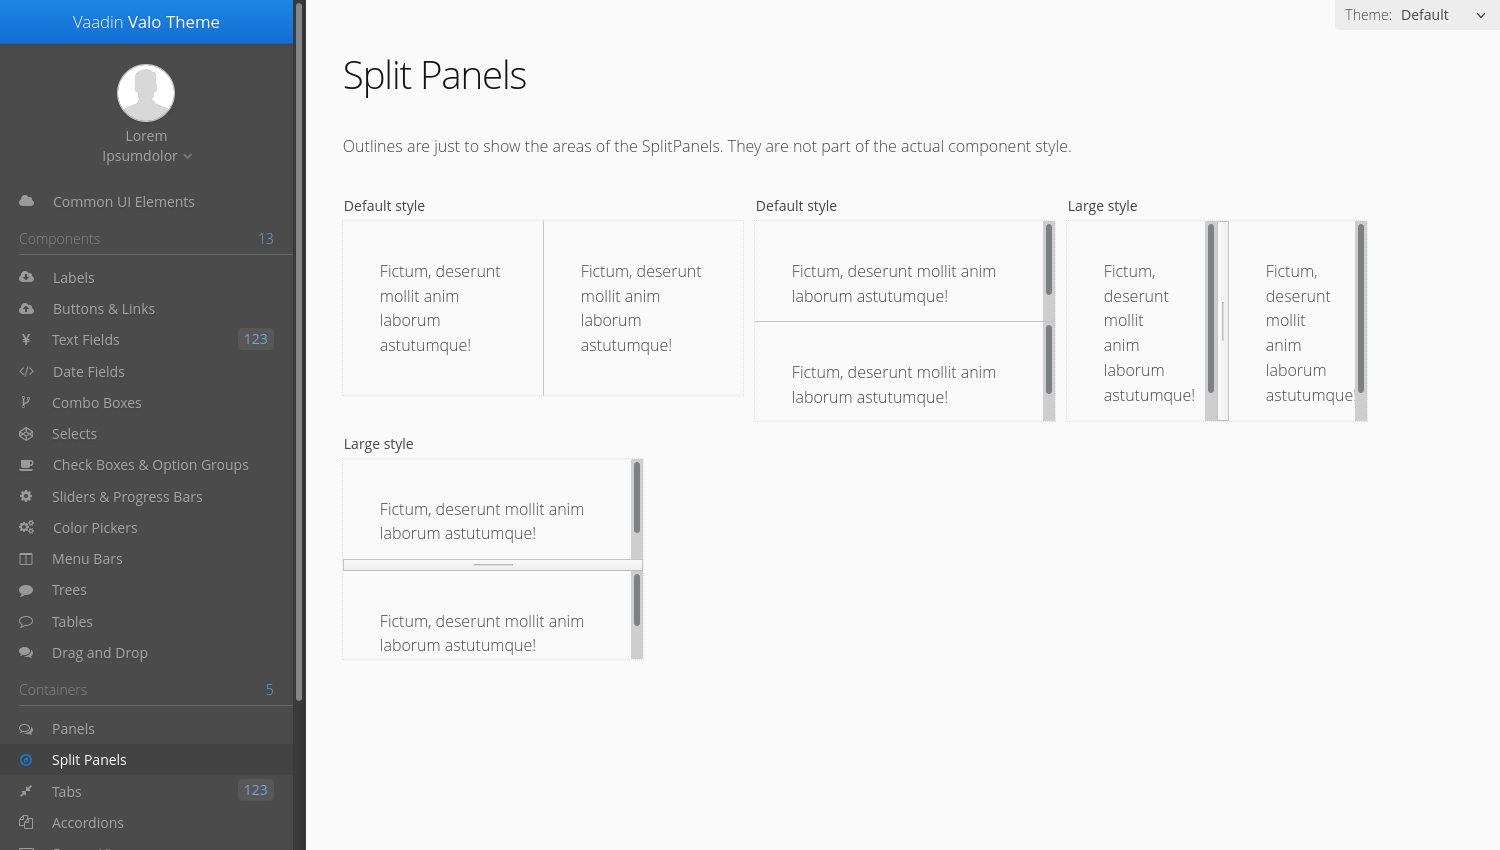 Vaadin Valo Theme
Lorem
Ipsumdolor
Common UI Elements
Components 13
Labels
Buttons & Links
Text Fields 123
Date Fields
Combo Boxes
Selects
Check Boxes & Option Groups
Sliders & Progress Bars
Color Pickers
Menu Bars
Trees
Tables
Drag and Drop
Containers 5
Panels
Split Panels
Tabs 123
Accordions
Theme: Default
Split Panels
Outlines are just to show the areas of the SplitPanels. They are not part of the actual component style.
Default style
Fictum, deserunt
mollit anim
laborum
astutumque!
Fictum, deserunt
mollit anim
laborum
astutumque!
Default style
Fictum, deserunt mollit anim
laborum astutumque!
Fictum, deserunt mollit anim
laborum astutumque!
Large style
Fictum,
deserunt
mollit
anim
laborum
astutumque!
Fictum,
deserunt
mollit
anim
laborum
astutumque!
Large style
Fictum, deserunt mollit anim
laborum astutumque!
Fictum, deserunt mollit anim
laborum astutumque!